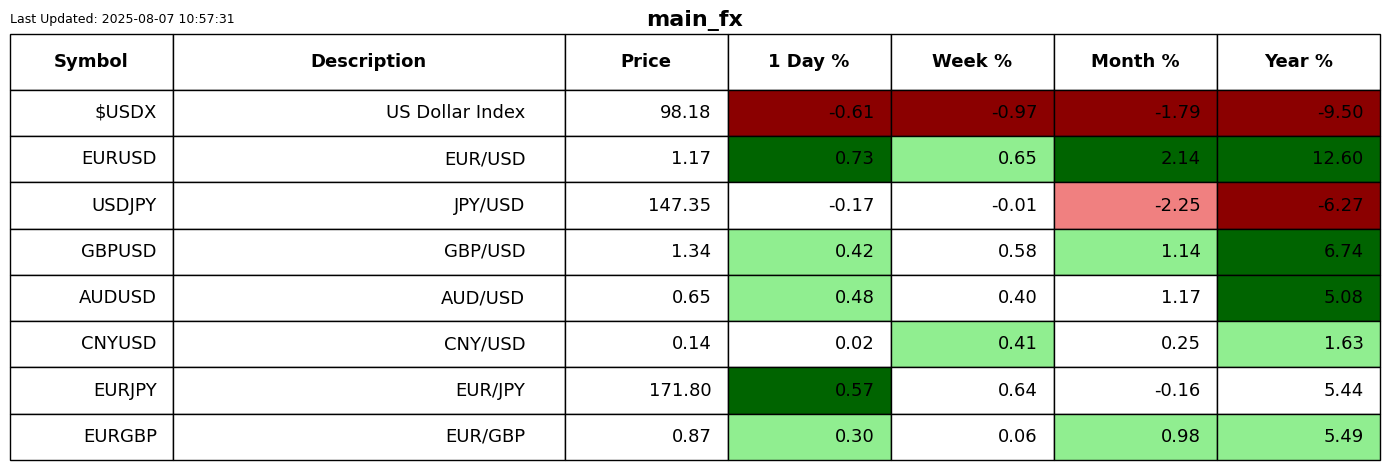 Last Updated: 2025-08-07 10:57:31
main_fx
Symbol Description Price 1 Day % Week % Month % Year %
$USDX US Dollar Index 98.18 -0.61 -0.97 -1.79 -9.50
EURUSD EUR/USD 1.17 0.73 0.65 2.14 12.60
USDJPY JPY/USD 147.35 -0.17 -0.01 -2.25 -6.27
GBPUSD GBP/USD 1.34 0.42 0.58 1.14 6.74
AUDUSD AUD/USD 0.65 0.48 0.40 1.17 5.08
CNYUSD CNY/USD 0.14 0.02 0.41 0.25 1.63
EURJPY EUR/JPY 171.80 0.57 0.64 -0.16 5.44
EURGBP EUR/GBP 0.87 0.30 0.06 0.98 5.49